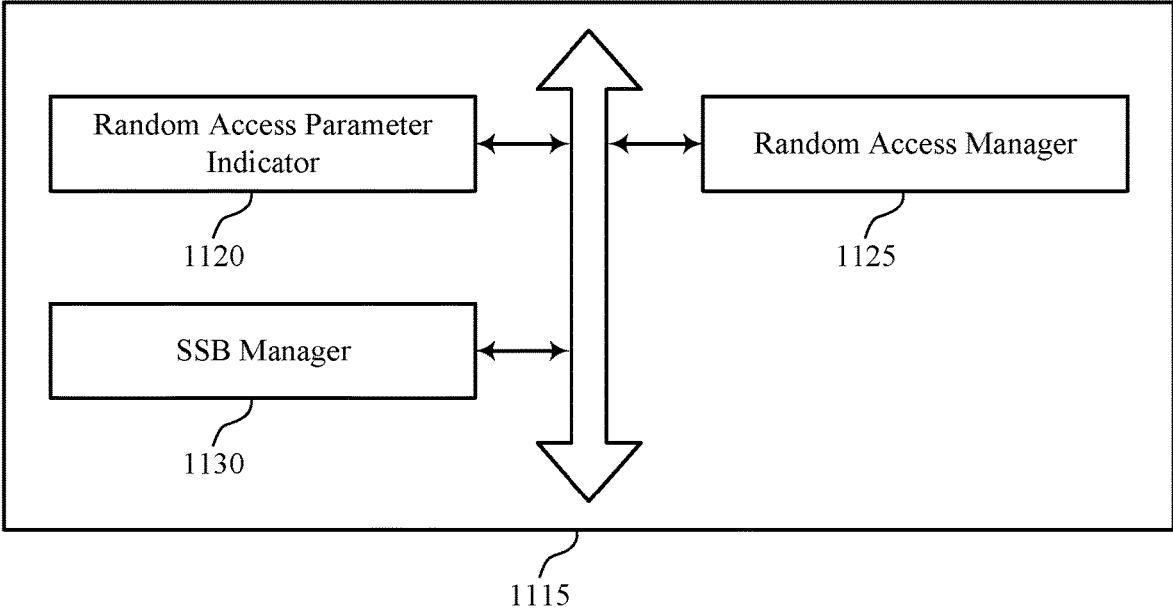 Random Access Parameter
Indicator
1120
Random Access Manager
1125
SSB Manager
1130
1115